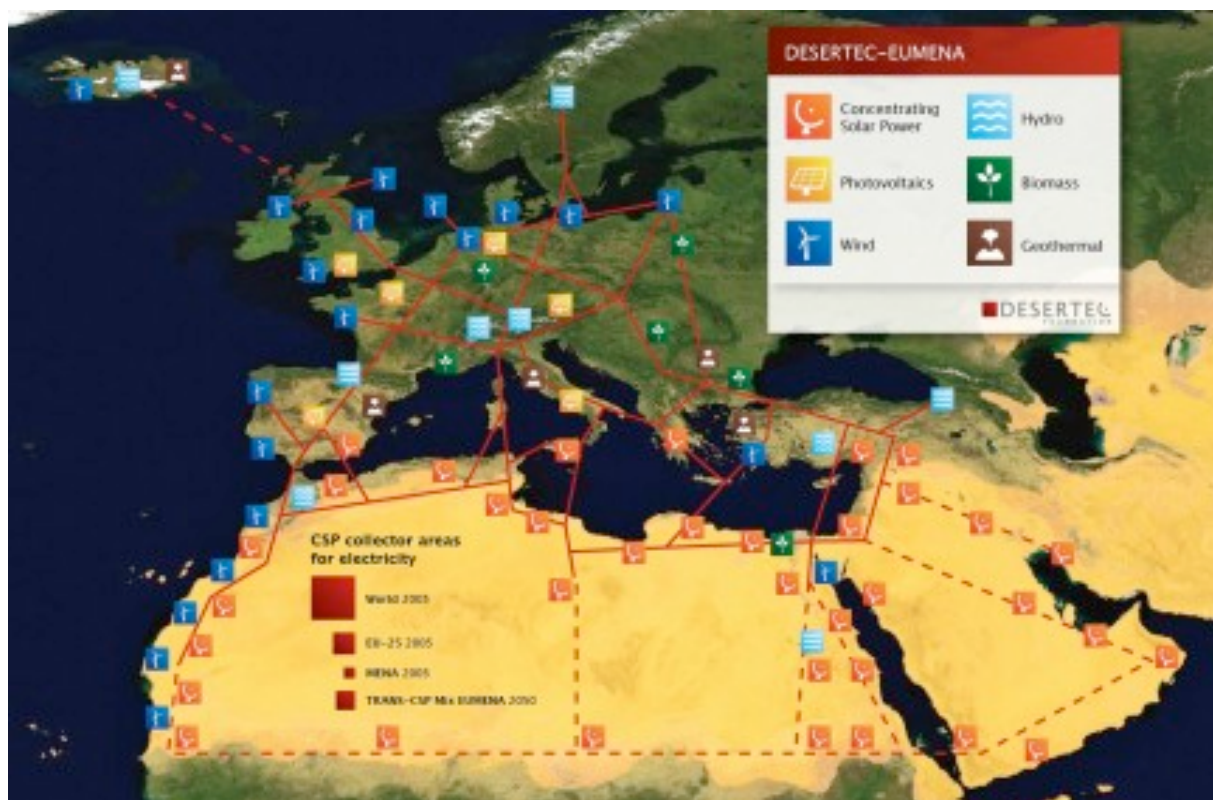 DESERTEC-EUMENA
Concentrating
Solar Power
Hydro
Photovoltaics
Biomass
Wind
Geothermal
DESERTEC
FOUNDATION
CSP collector areas
for electricity
World 2005
EU-25 2005
MENA 2005
TRANS-CSP Mix EUMENA 2050